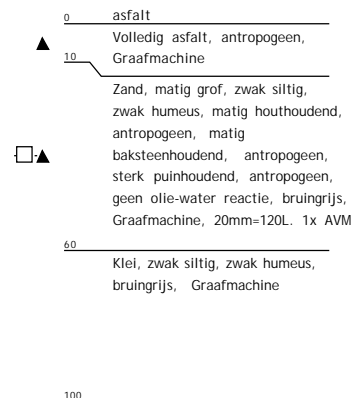 0 asfalt
Volledig asfalt, antropogeen,
10 Graafmachine
Zand, matig grof, zwak siltig,
zwak humeus, matig houthoudend,
antropogeen, matig
baksteenhoudend, antropogeen,
sterk puinhoudend, antropogeen,
geen olie-water reactie, bruingrijs,
Graafmachine, 20mm=120L. 1x AVM
60
Klei, zwak siltig, zwak humeus,
bruingrijs, Graafmachine
100